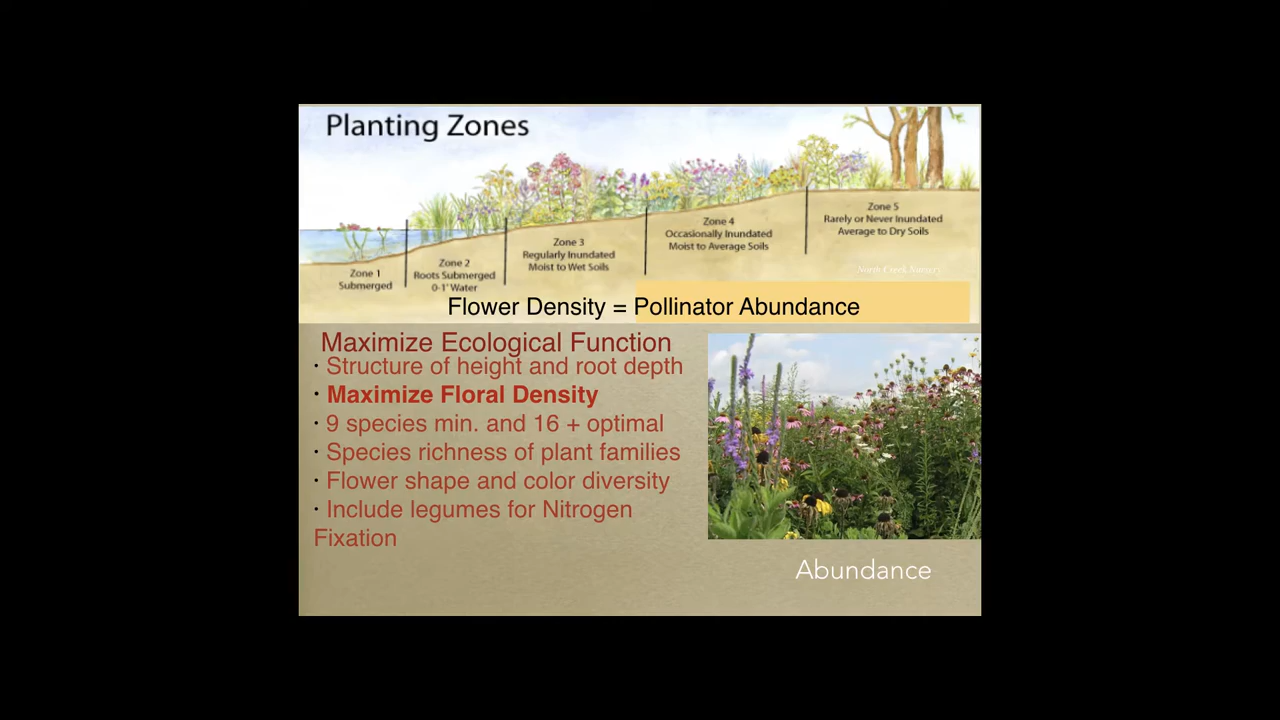 Planting Zones
Zone 1
Submerged
Zone 2
Roots Submerged
0-1' Water
Zone 3
Regularly Inundated
Moist to Wet Soils
Zone 4
Occasionally Inundated
Moist to Average Soils
Zone 5
Rarely or Never Inundated
Average to Dry Soils
North Creek Nursery
Flower Density = Pollinator Abundance
Maximize Ecological Function
· Structure of height and root depth
· Maximize Floral Density
· 9 species min. and 16 + optimal
· Species richness of plant families
· Flower shape and color diversity
· Include legumes for Nitrogen
Fixation
Abundance